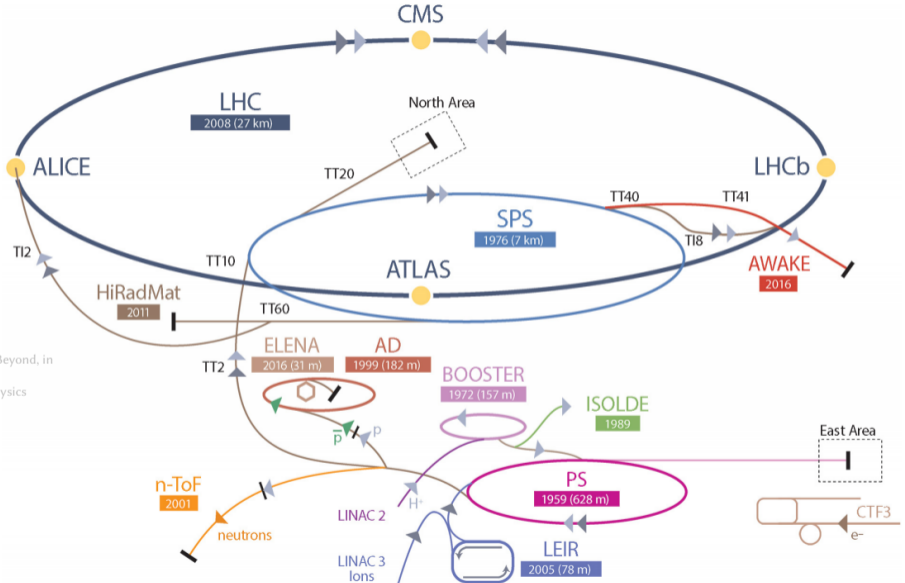 CMS
LHC
2008 (27 km)
North Area
ALICE
LHCb
TT20
TT40
TT41
SPS
1976 (7 km)
TI8
TI2
TT10
ATLAS
AWAKE
2016
HiRadMat
2011
TT60
Beyond, in
ysics
TT2
ELENA
2016 (31 m)
AD
1999 (182 m)
BOOSTER
1972 (157 m)
ISOLDE
1989
p
p
East Area
n-ToF
2001
neutrons
LINAC 2
H+
PS
1959 (628 m)
CTF3
e–
LINAC 3
Ions
LEIR
2005 (78 m)